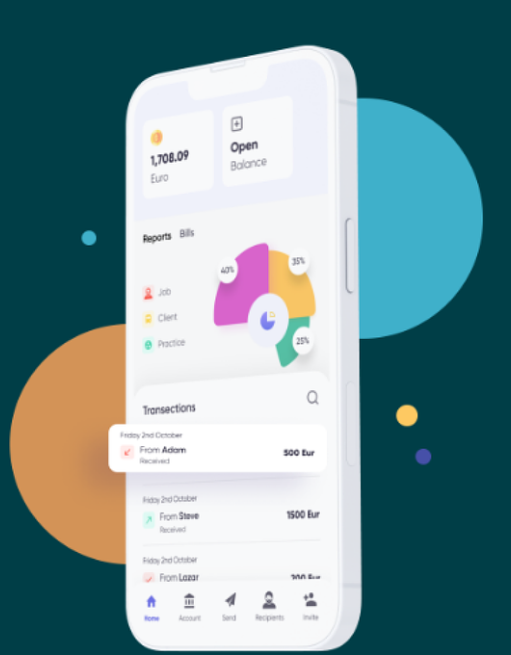 1,708.09
Euro
Open
Balance
Reports Bills
40%
35%
Job
Client
Practice
25%
Transactions
Friday 2nd October
From Adam
Received
500 Eur
Friday 2nd October
From Steve
Received
1500 Eur
Friday 2nd October
From Lazar
200 Eur
Home Account Send Recipients Invite